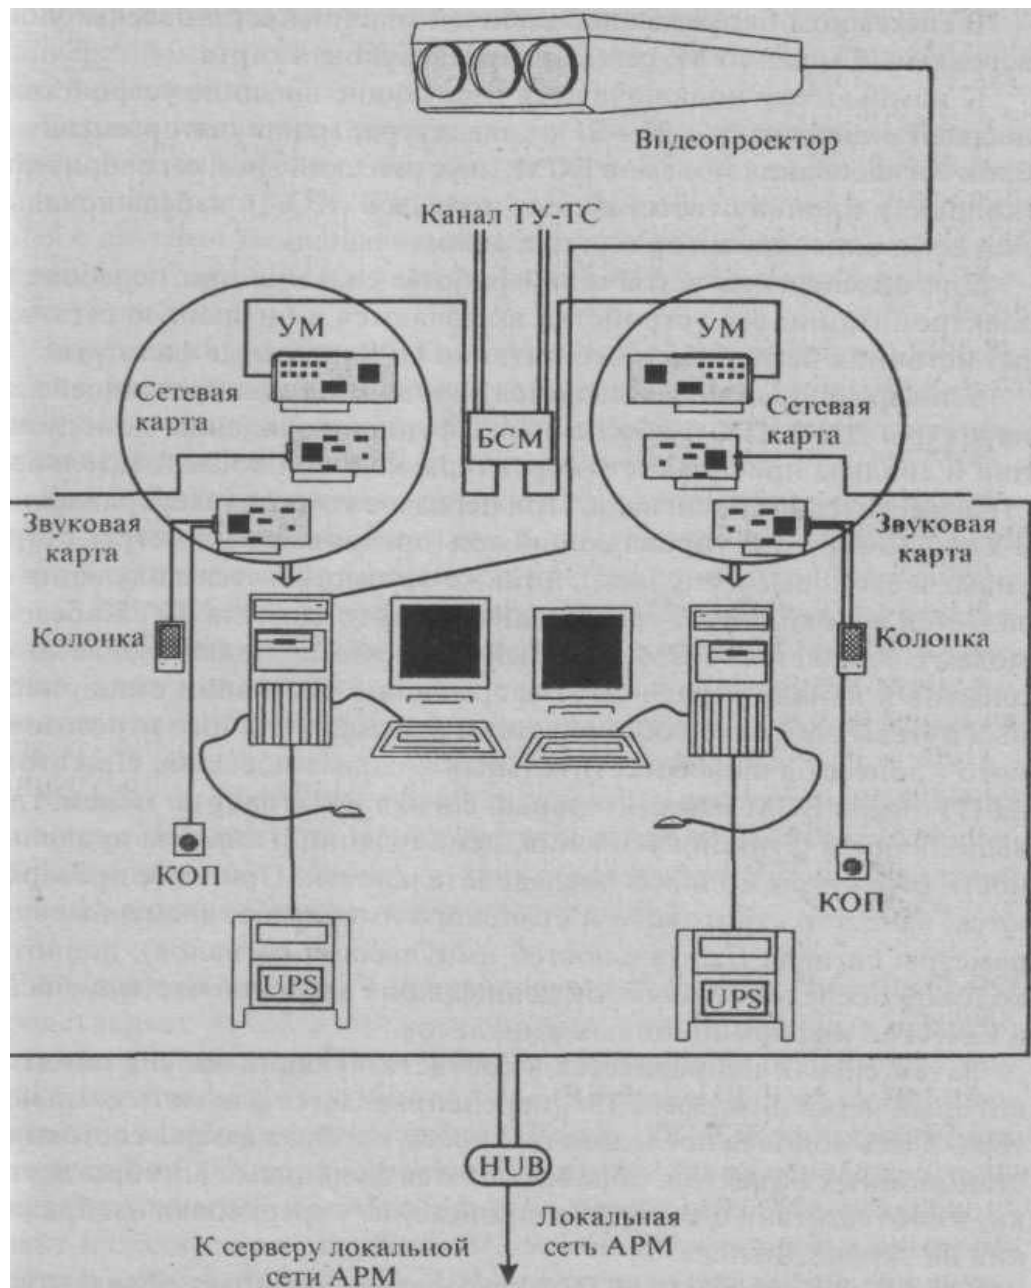 Видеопроектор
Канал ТУ-ТС
УМ
УМ
Сетевая
карта
Сетевая
карта
БСМ
Звуковая
карта
Звуковая
карта
Колонка
Колонка
КОП
КОП
UPS
UPS
HUB
К серверу локальной
сети АРМ
Локальная
сеть АРМ